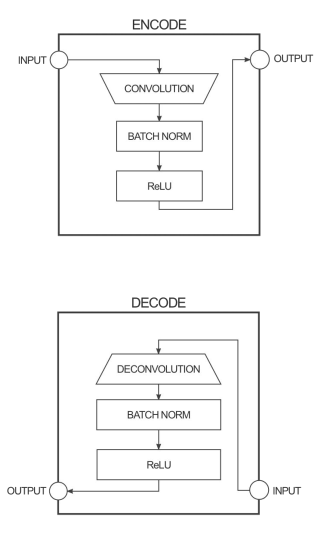 ENCODE
INPUT
OUTPUT
CONVOLUTION
BATCH NORM
ReLU
DECODE
DECONVOLUTION
BATCH NORM
ReLU
OUTPUT
INPUT